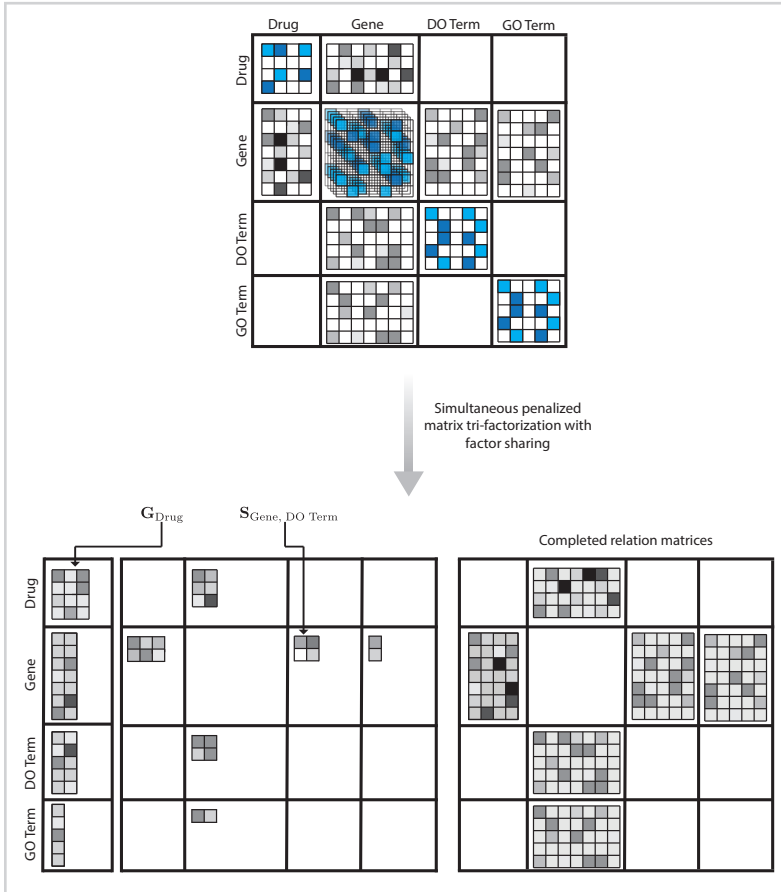 Drug Gene DO Term GO Term
Drug
Gene
DO Term
GO Term
Simultaneous penalized
matrix tri-factorization with
factor sharing
G_Drug S_Gene, DO Term
Completed relation matrices
Drug
Gene
DO Term
GO Term